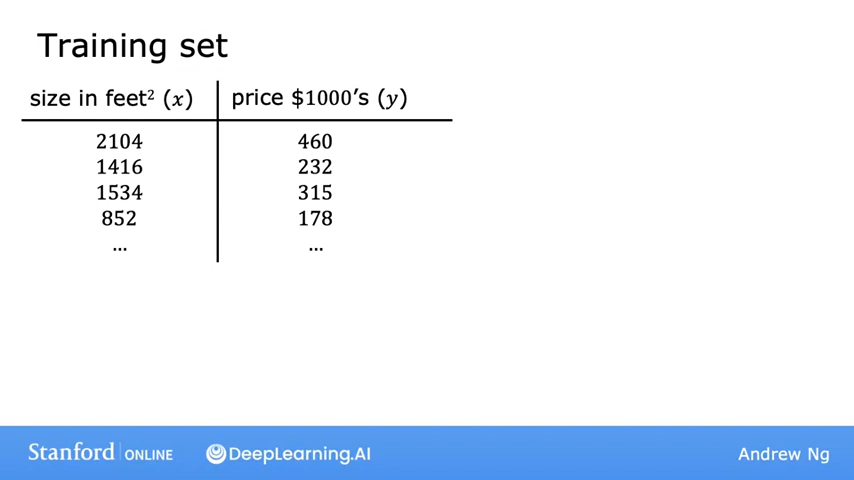 Training set
size in feet² (x) price $1000’s (y)
2104 460
1416 232
1534 315
852 178
… …
Stanford ONLINE DeepLearning.AI Andrew Ng